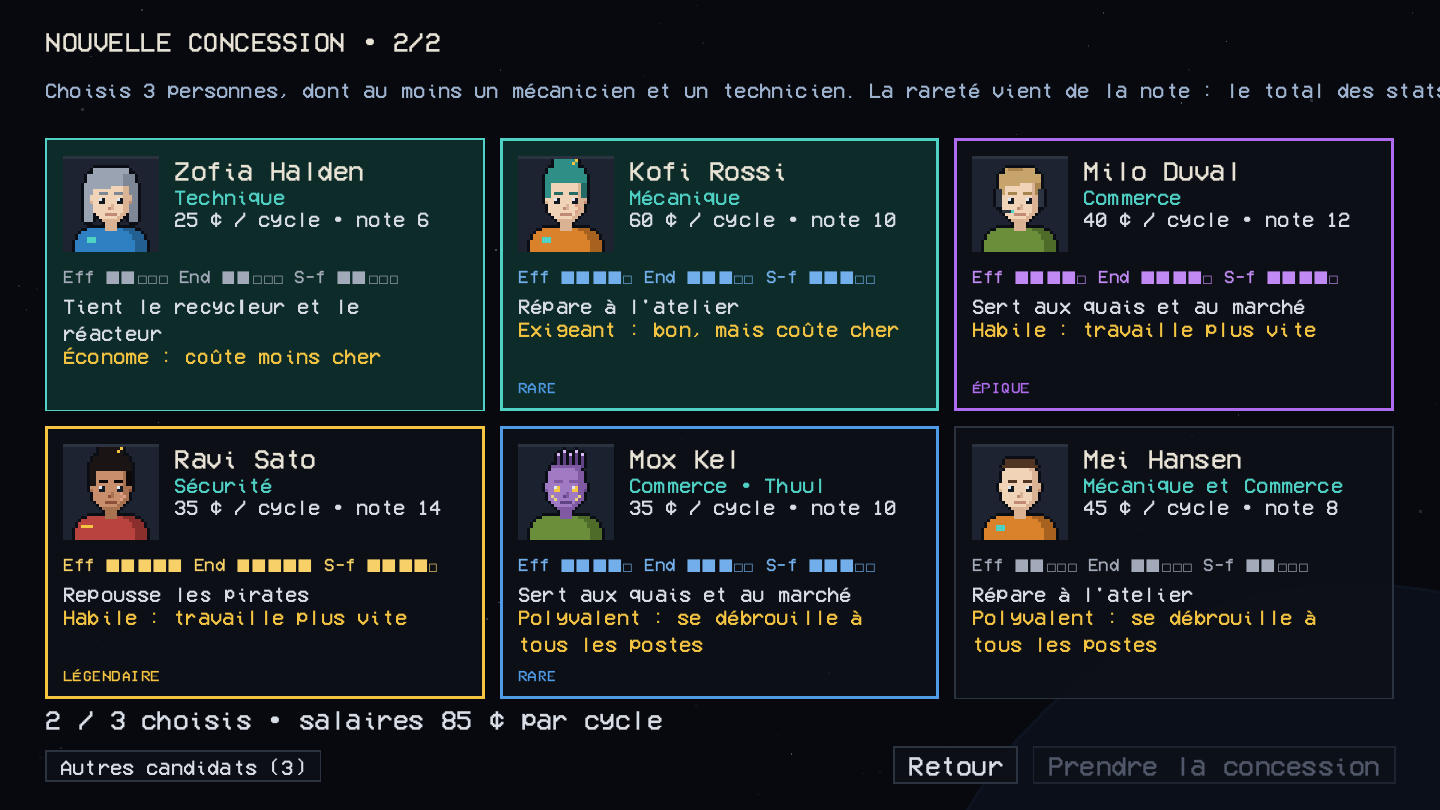 NOUVELLE CONCESSION • 2/2
Choisis 3 personnes, dont au moins un mécanicien et un technicien. La rareté vient de la note : le total des stats
Zofia Halden
Technique
25 ¢ / cycle • note 6
Eff End S-f
Tient le recycleur et le
réacteur
Économe : coûte moins cher
Kofi Rossi
Mécanique
60 ¢ / cycle • note 10
Eff End S-f
Répare à l'atelier
Exigeant : bon, mais coûte cher
RARE
Milo Duval
Commerce
40 ¢ / cycle • note 12
Eff End S-f
Sert aux quais et au marché
Habile : travaille plus vite
ÉPIQUE
Ravi Sato
Sécurité
35 ¢ / cycle • note 14
Eff End S-f
Repousse les pirates
Habile : travaille plus vite
LÉGENDAIRE
Mox Kel
Commerce • Thuul
35 ¢ / cycle • note 10
Eff End S-f
Sert aux quais et au marché
Polyvalent : se débrouille à
tous les postes
RARE
Mei Hansen
Mécanique et Commerce
45 ¢ / cycle • note 8
Eff End S-f
Répare à l'atelier
Polyvalent : se débrouille à
tous les postes
2 / 3 choisis • salaires 85 ¢ par cycle
Autres candidats (3)
Retour
Prendre la concession